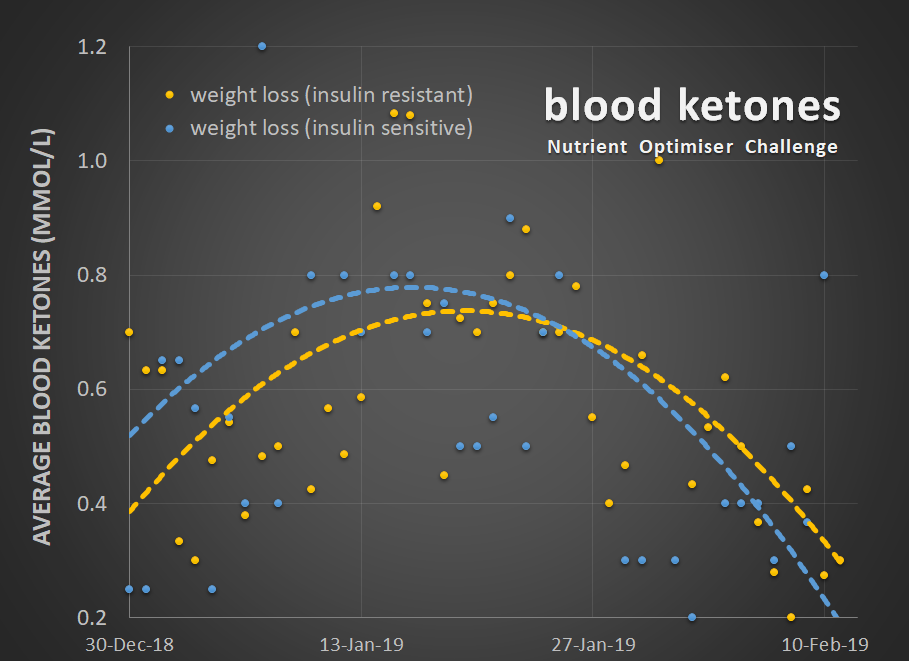 1.2
weight loss (insulin resistant)
weight loss (insulin sensitive)
blood ketones
Nutrient Optimiser Challenge
AVERAGE BLOOD KETONES (MMOL/L)
1.0
0.8
0.6
0.4
0.2
30-Dec-18
13-Jan-19
27-Jan-19
10-Feb-19